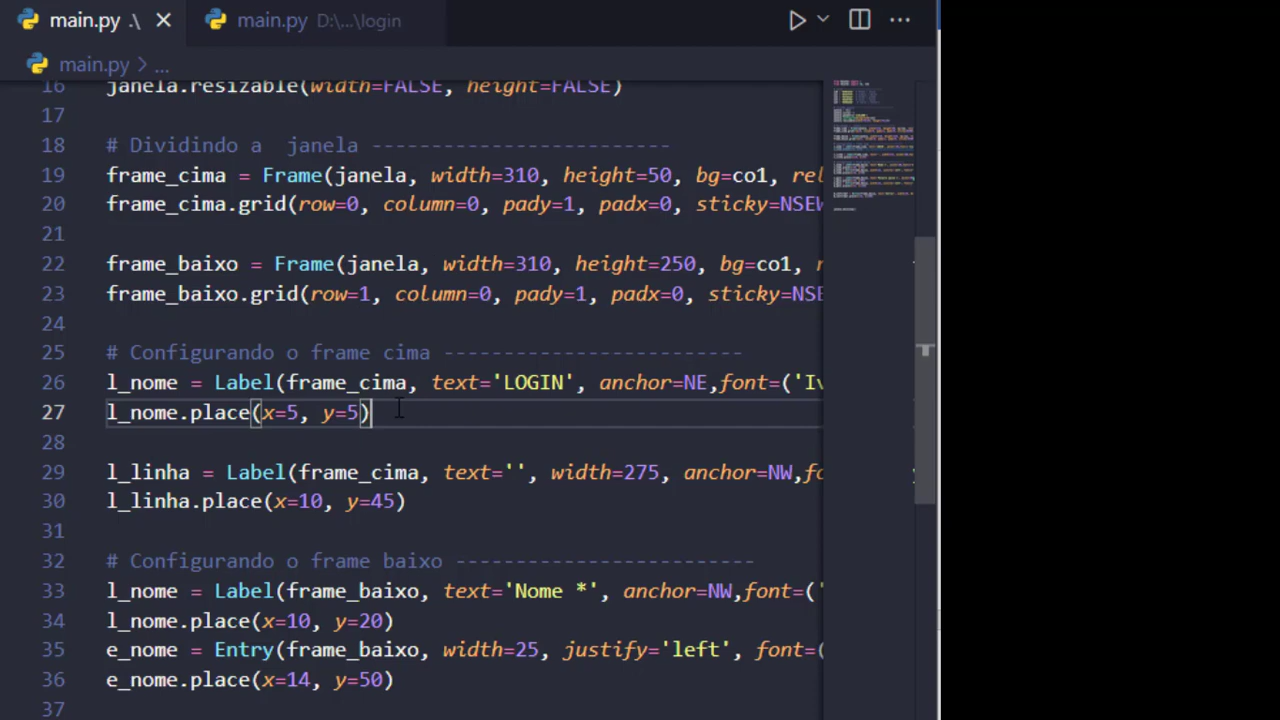 main.py .\ main.py D:\...\login
main.py > ...
16 janela.resizable(width=FALSE, height=FALSE)
17
18 # Dividindo a  janela -------------------------
19 frame_cima = Frame(janela, width=310, height=50, bg=co1, rel
20 frame_cima.grid(row=0, column=0, pady=1, padx=0, sticky=NSEW
21
22 frame_baixo = Frame(janela, width=310, height=250, bg=co1, r
23 frame_baixo.grid(row=1, column=0, pady=1, padx=0, sticky=NSE
24
25 # Configurando o frame cima -------------------------
26 l_nome = Label(frame_cima, text='LOGIN', anchor=NE,font=('Iv
27 l_nome.place(x=5, y=5)
28
29 l_linha = Label(frame_cima, text='', width=275, anchor=NW,fo
30 l_linha.place(x=10, y=45)
31
32 # Configurando o frame baixo -------------------------
33 l_nome = Label(frame_baixo, text='Nome *', anchor=NW,font=('
34 l_nome.place(x=10, y=20)
35 e_nome = Entry(frame_baixo, width=25, justify='left', font=(
36 e_nome.place(x=14, y=50)
37